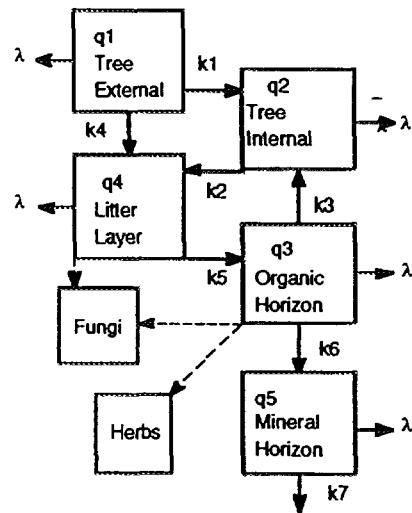 q1
Tree
External
λ
k1
q2
Tree
Internal
λ
k4
k2
k3
q4
Litter
Layer
λ
k5
q3
Organic
Horizon
λ
Fungi
k6
Herbs
q5
Mineral
Horizon
λ
k7